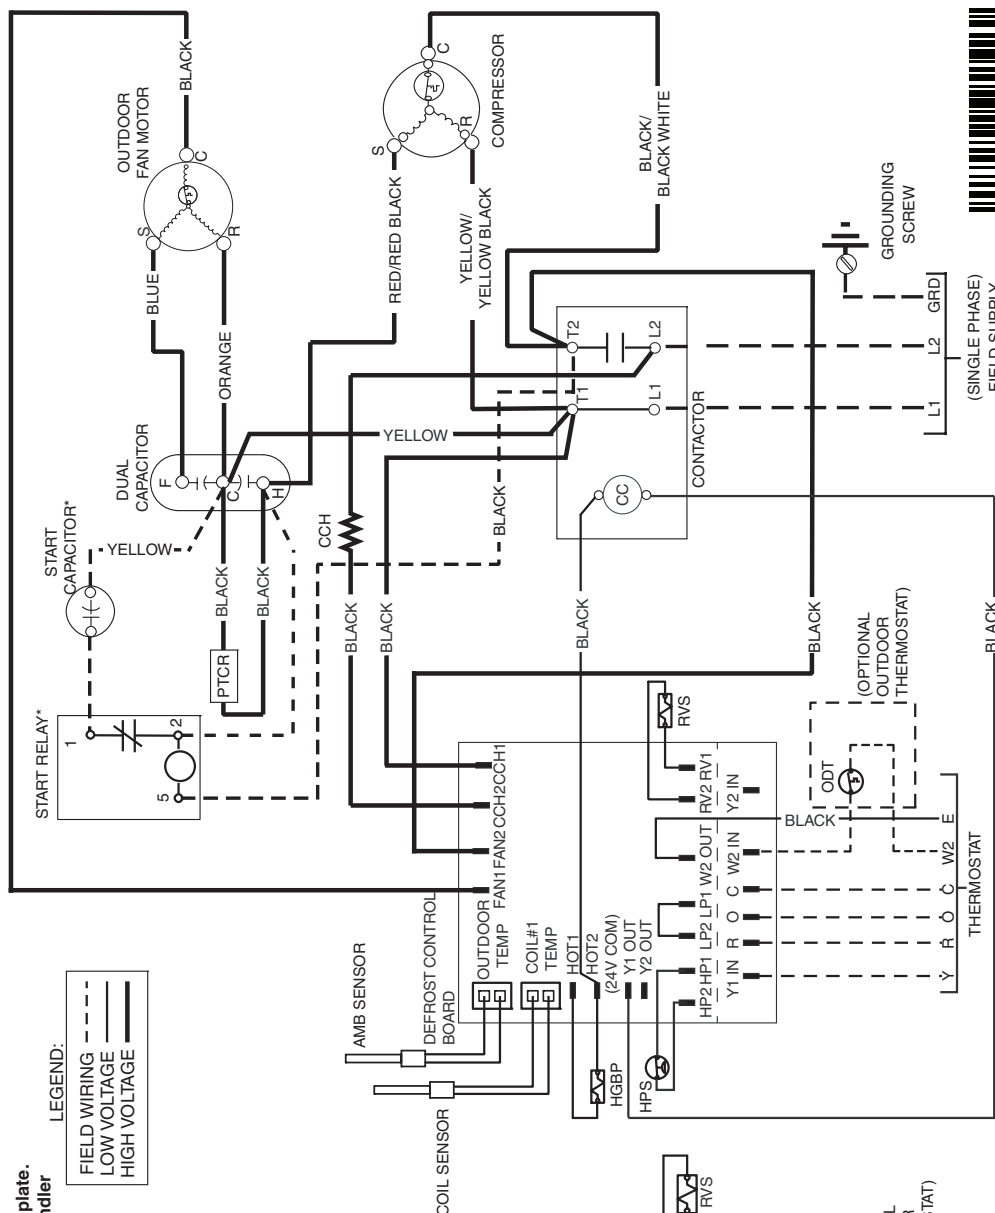 OUTDOOR
FAN MOTOR
BLACK
C
S
R
BLUE
ORANGE
COMPRESSOR
C
S
R
RED/RED BLACK
YELLOW/
YELLOW BLACK
BLACK/
BLACK WHITE
GROUNDING
SCREW
GRD
L2
L1
(SINGLE PHASE)
FIELD SUPPLY
T2
L2
T1
L1
CONTACTOR
CC
DUAL
CAPACITOR
F
C
H
YELLOW
START
CAPACITOR*
YELLOW
CCH
BLACK
BLACK
BLACK
BLACK
BLACK
BLACK
BLACK
BLACK
PTCR
START RELAY*
1
2
5
RVS
(OPTIONAL
OUTDOOR
THERMOSTAT)
ODT
BLACK
DEFROST CONTROL
BOARD
FAN1
FAN2
CCH2
CCH1
OUTDOOR
TEMP
COIL#1
TEMP
HOT1
HOT2
(24V COM)
Y1 OUT
Y2 OUT
HP2
HP1
LP2
LP1
W2 OUT
RV2
RV1
Y1 IN
R
O
C
W2 IN
Y2 IN
Y
R
O
C
W2
E
THERMOSTAT
AMB SENSOR
COIL SENSOR
HGBP
HPS
LEGEND:
FIELD WIRING
LOW VOLTAGE
HIGH VOLTAGE
plate.
ndler
RVS
STAT)